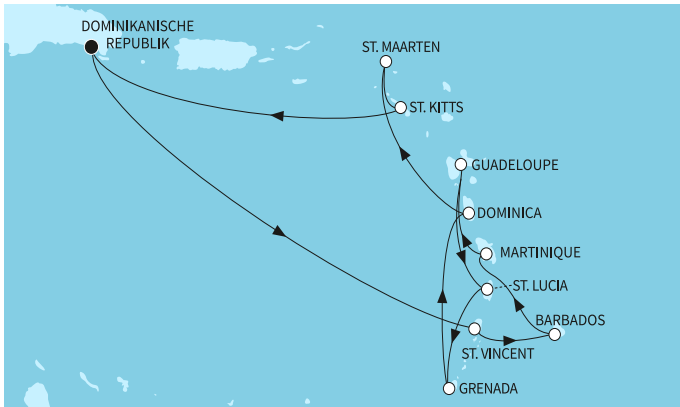 DOMINIKANISCHE
REPUBLIK
ST. MAARTEN
ST. KITTS
GUADELOUPE
DOMINICA
MARTINIQUE
ST. LUCIA
BARBADOS
ST. VINCENT
GRENADA